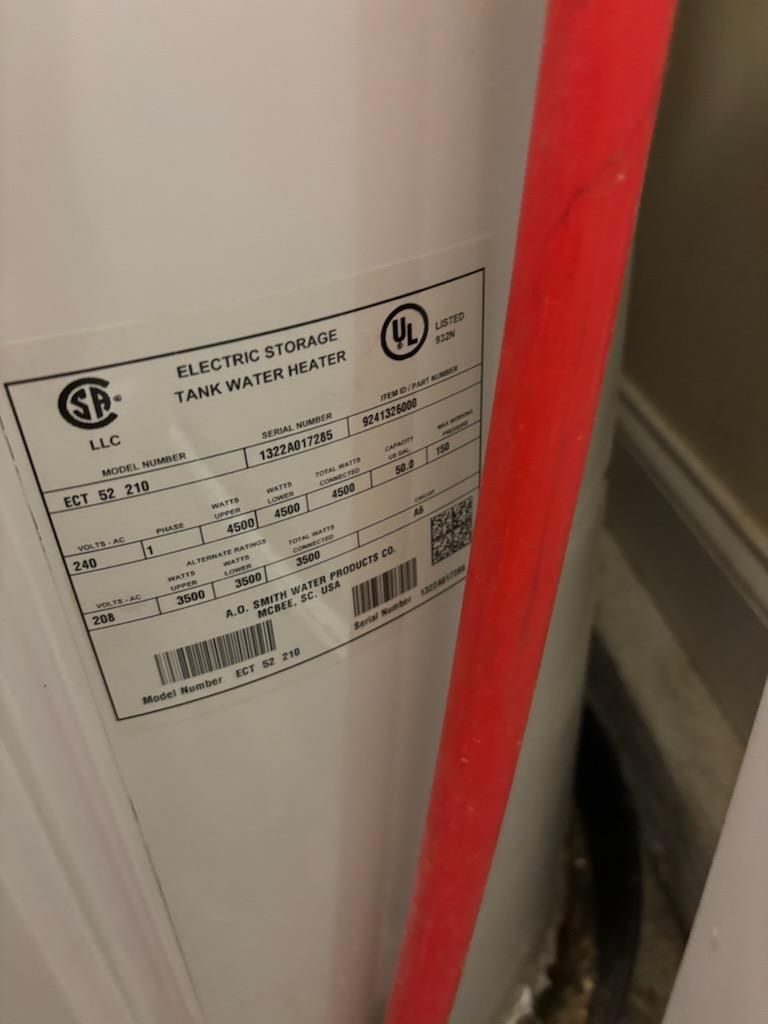 SA®
LLC
ELECTRIC STORAGE
TANK WATER HEATER
UL
®
LISTED
932N
MODEL NUMBER SERIAL NUMBER ITEM ID / PART NUMBER
ECT 52 210 1322A017285 9241326000
VOLTS - AC PHASE WATTS UPPER WATTS LOWER TOTAL WATTS CONNECTED CAPACITY US GAL. MAX WORKING PRESSURE
240 1 4500 4500 4500 50.0 150
ALTERNATE RATINGS
VOLTS - AC WATTS UPPER WATTS LOWER TOTAL WATTS CONNECTED CIRCUIT
208 3500 3500 3500 A6
A.O. SMITH WATER PRODUCTS CO.
MCBEE, SC. USA
Model Number ECT 52 210
Serial Number 1322A017285